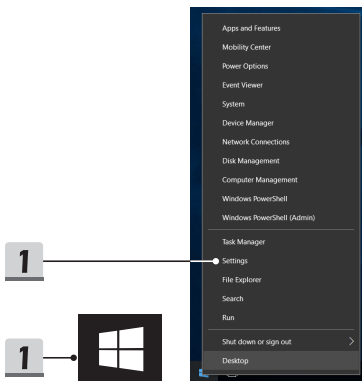 Apps and Features
Mobility Center
Power Options
Event Viewer
System
Device Manager
Network Connections
Disk Management
Computer Management
Windows PowerShell
Windows PowerShell (Admin)
Task Manager
1
Settings
File Explorer
Search
Run
1
Shut down or sign out
Desktop